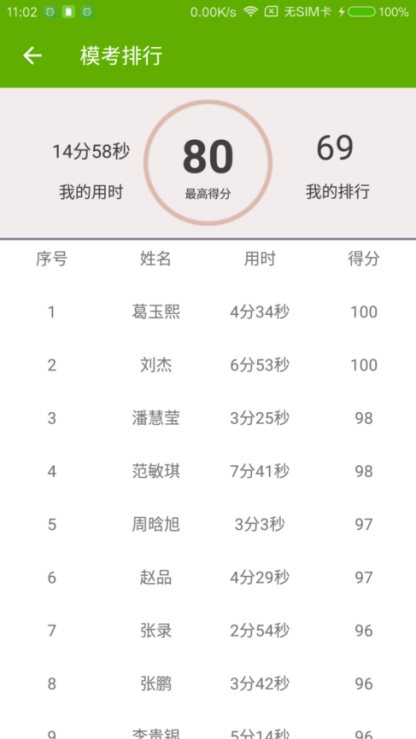 11:02 0.00K/s 无SIM卡 100%
模考排行
14分58秒 80 69
我的用时 最高得分 我的排行
序号 姓名 用时 得分
1 葛玉熙 4分34秒 100
2 刘杰 6分53秒 100
3 潘慧莹 3分25秒 98
4 范敏琪 7分41秒 98
5 周晗旭 3分3秒 97
6 赵品 4分29秒 97
7 张录 2分54秒 96
8 张鹏 3分42秒 96
9 李贵银 5分14秒 96